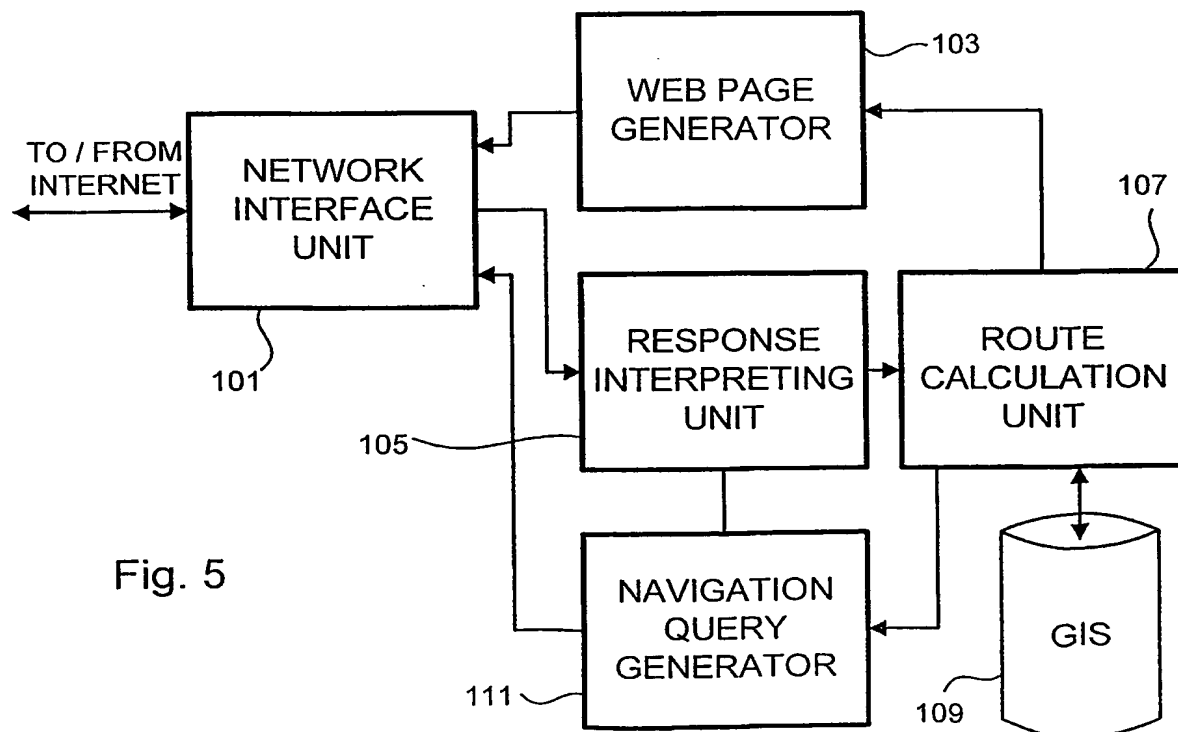 103
WEB PAGE
GENERATOR
TO / FROM
INTERNET
NETWORK
INTERFACE
UNIT
101
107
RESPONSE
INTERPRETING
UNIT
105
ROUTE
CALCULATION
UNIT
Fig. 5
NAVIGATION
QUERY
GENERATOR
111
GIS
109